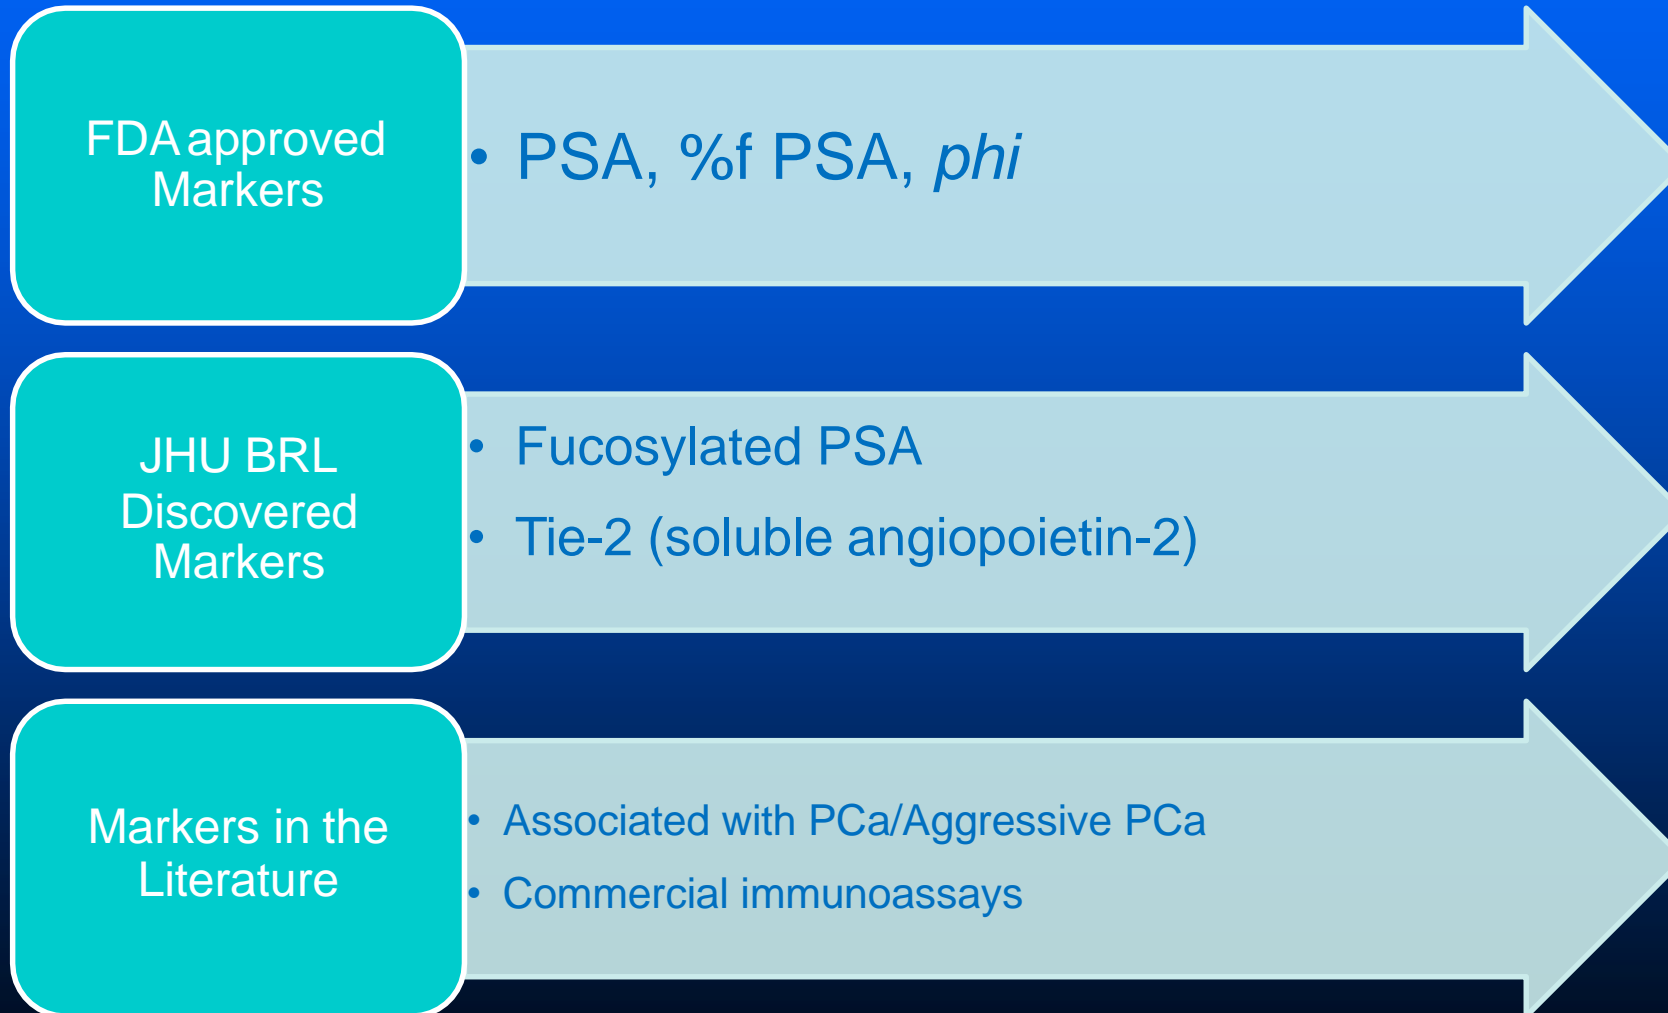 FDA approved
Markers
• PSA, %f PSA, phi
JHU BRL
Discovered
Markers
• Fucosylated PSA
• Tie-2 (soluble angiopoietin-2)
Markers in the
Literature
• Associated with PCa/Aggressive PCa
• Commercial immunoassays